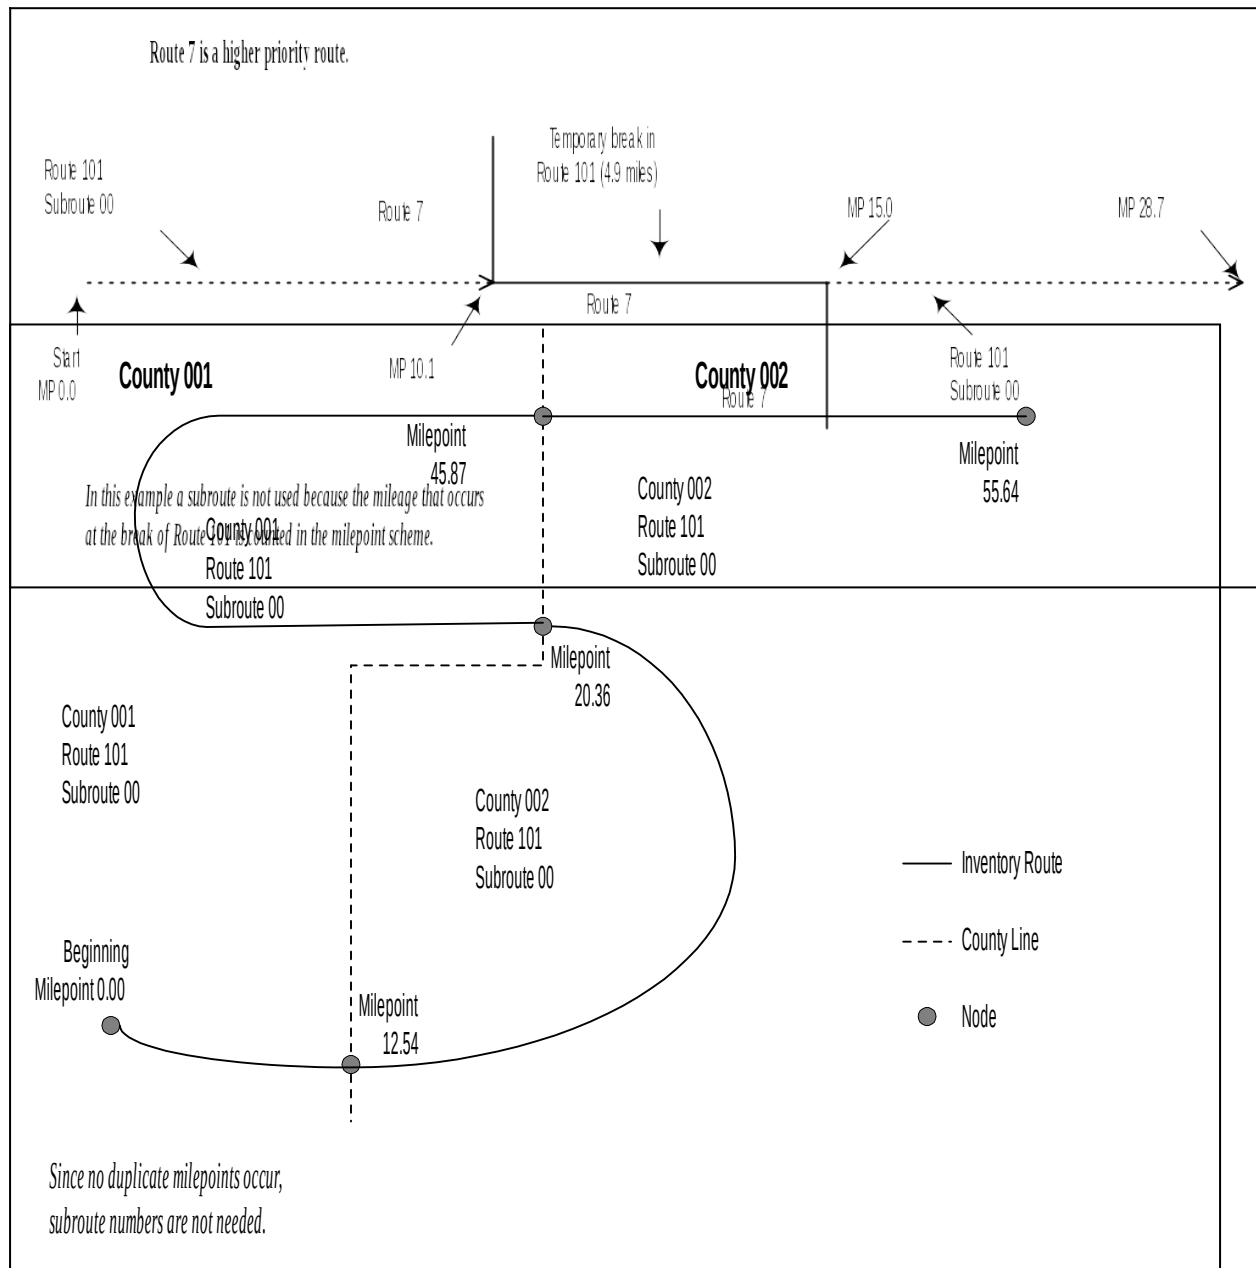 Route 7 is a higher priority route.
Temporary break in
Route 101 (4.9 miles)
Route 101
Subroute 00
Route 7
MP 15.0
MP 28.7
Route 7
Start
MP 0.0
MP 10.1
Route 101
Subroute 00
Route 7
In this example a subroute is not used because the mileage that occurs
at the break of Route 101 is counted in the milepoint scheme.
County 001
County 002
Milepoint
45.87
Milepoint
55.64
County 001
Route 101
Subroute 00
County 002
Route 101
Subroute 00
Milepoint
20.36
County 001
Route 101
Subroute 00
County 002
Route 101
Subroute 00
Beginning
Milepoint 0.00
Milepoint
12.54
Inventory Route
County Line
Node
Since no duplicate milepoints occur,
subroute numbers are not needed.